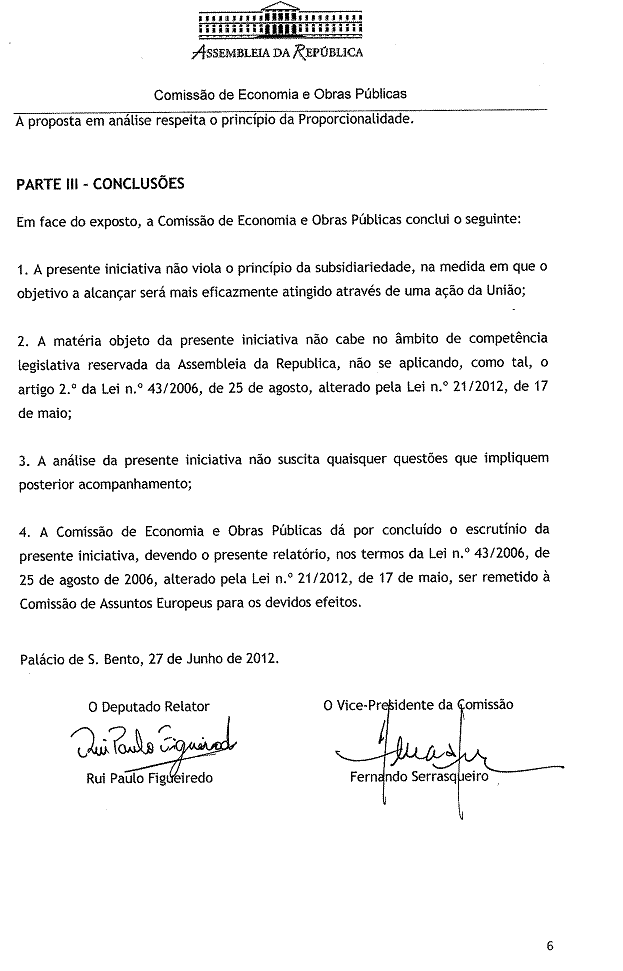 ASSEMBLEIA DA REPÚBLICA
Comissão de Economia e Obras Públicas
A proposta em análise respeita o princípio da Proporcionalidade.
PARTE III - CONCLUSÕES
Em face do exposto, a Comissão de Economia e Obras Públicas conclui o seguinte:
1. A presente iniciativa não viola o princípio da subsidiariedade, na medida em que o
objetivo a alcançar será mais eficazmente atingido através de uma ação da União;
2. A matéria objeto da presente iniciativa não cabe no âmbito de competência
legislativa reservada da Assembleia da Republica, não se aplicando, como tal, o
artigo 2.º da Lei n.º 43/2006, de 25 de agosto, alterado pela Lei n.º 21/2012, de 17
de maio;
3. A análise da presente iniciativa não suscita quaisquer questões que impliquem
posterior acompanhamento;
4. A Comissão de Economia e Obras Públicas dá por concluído o escrutínio da
presente iniciativa, devendo o presente relatório, nos termos da Lei n.º 43/2006, de
25 de agosto de 2006, alterado pela Lei n.º 21/2012, de 17 de maio, ser remetido à
Comissão de Assuntos Europeus para os devidos efeitos.
Palácio de S. Bento, 27 de Junho de 2012.
O Deputado Relator O Vice-Presidente da Comissão
Rui Paulo Figueiredo
Rui Paulo Figueiredo Fernando Serrasqueiro
6